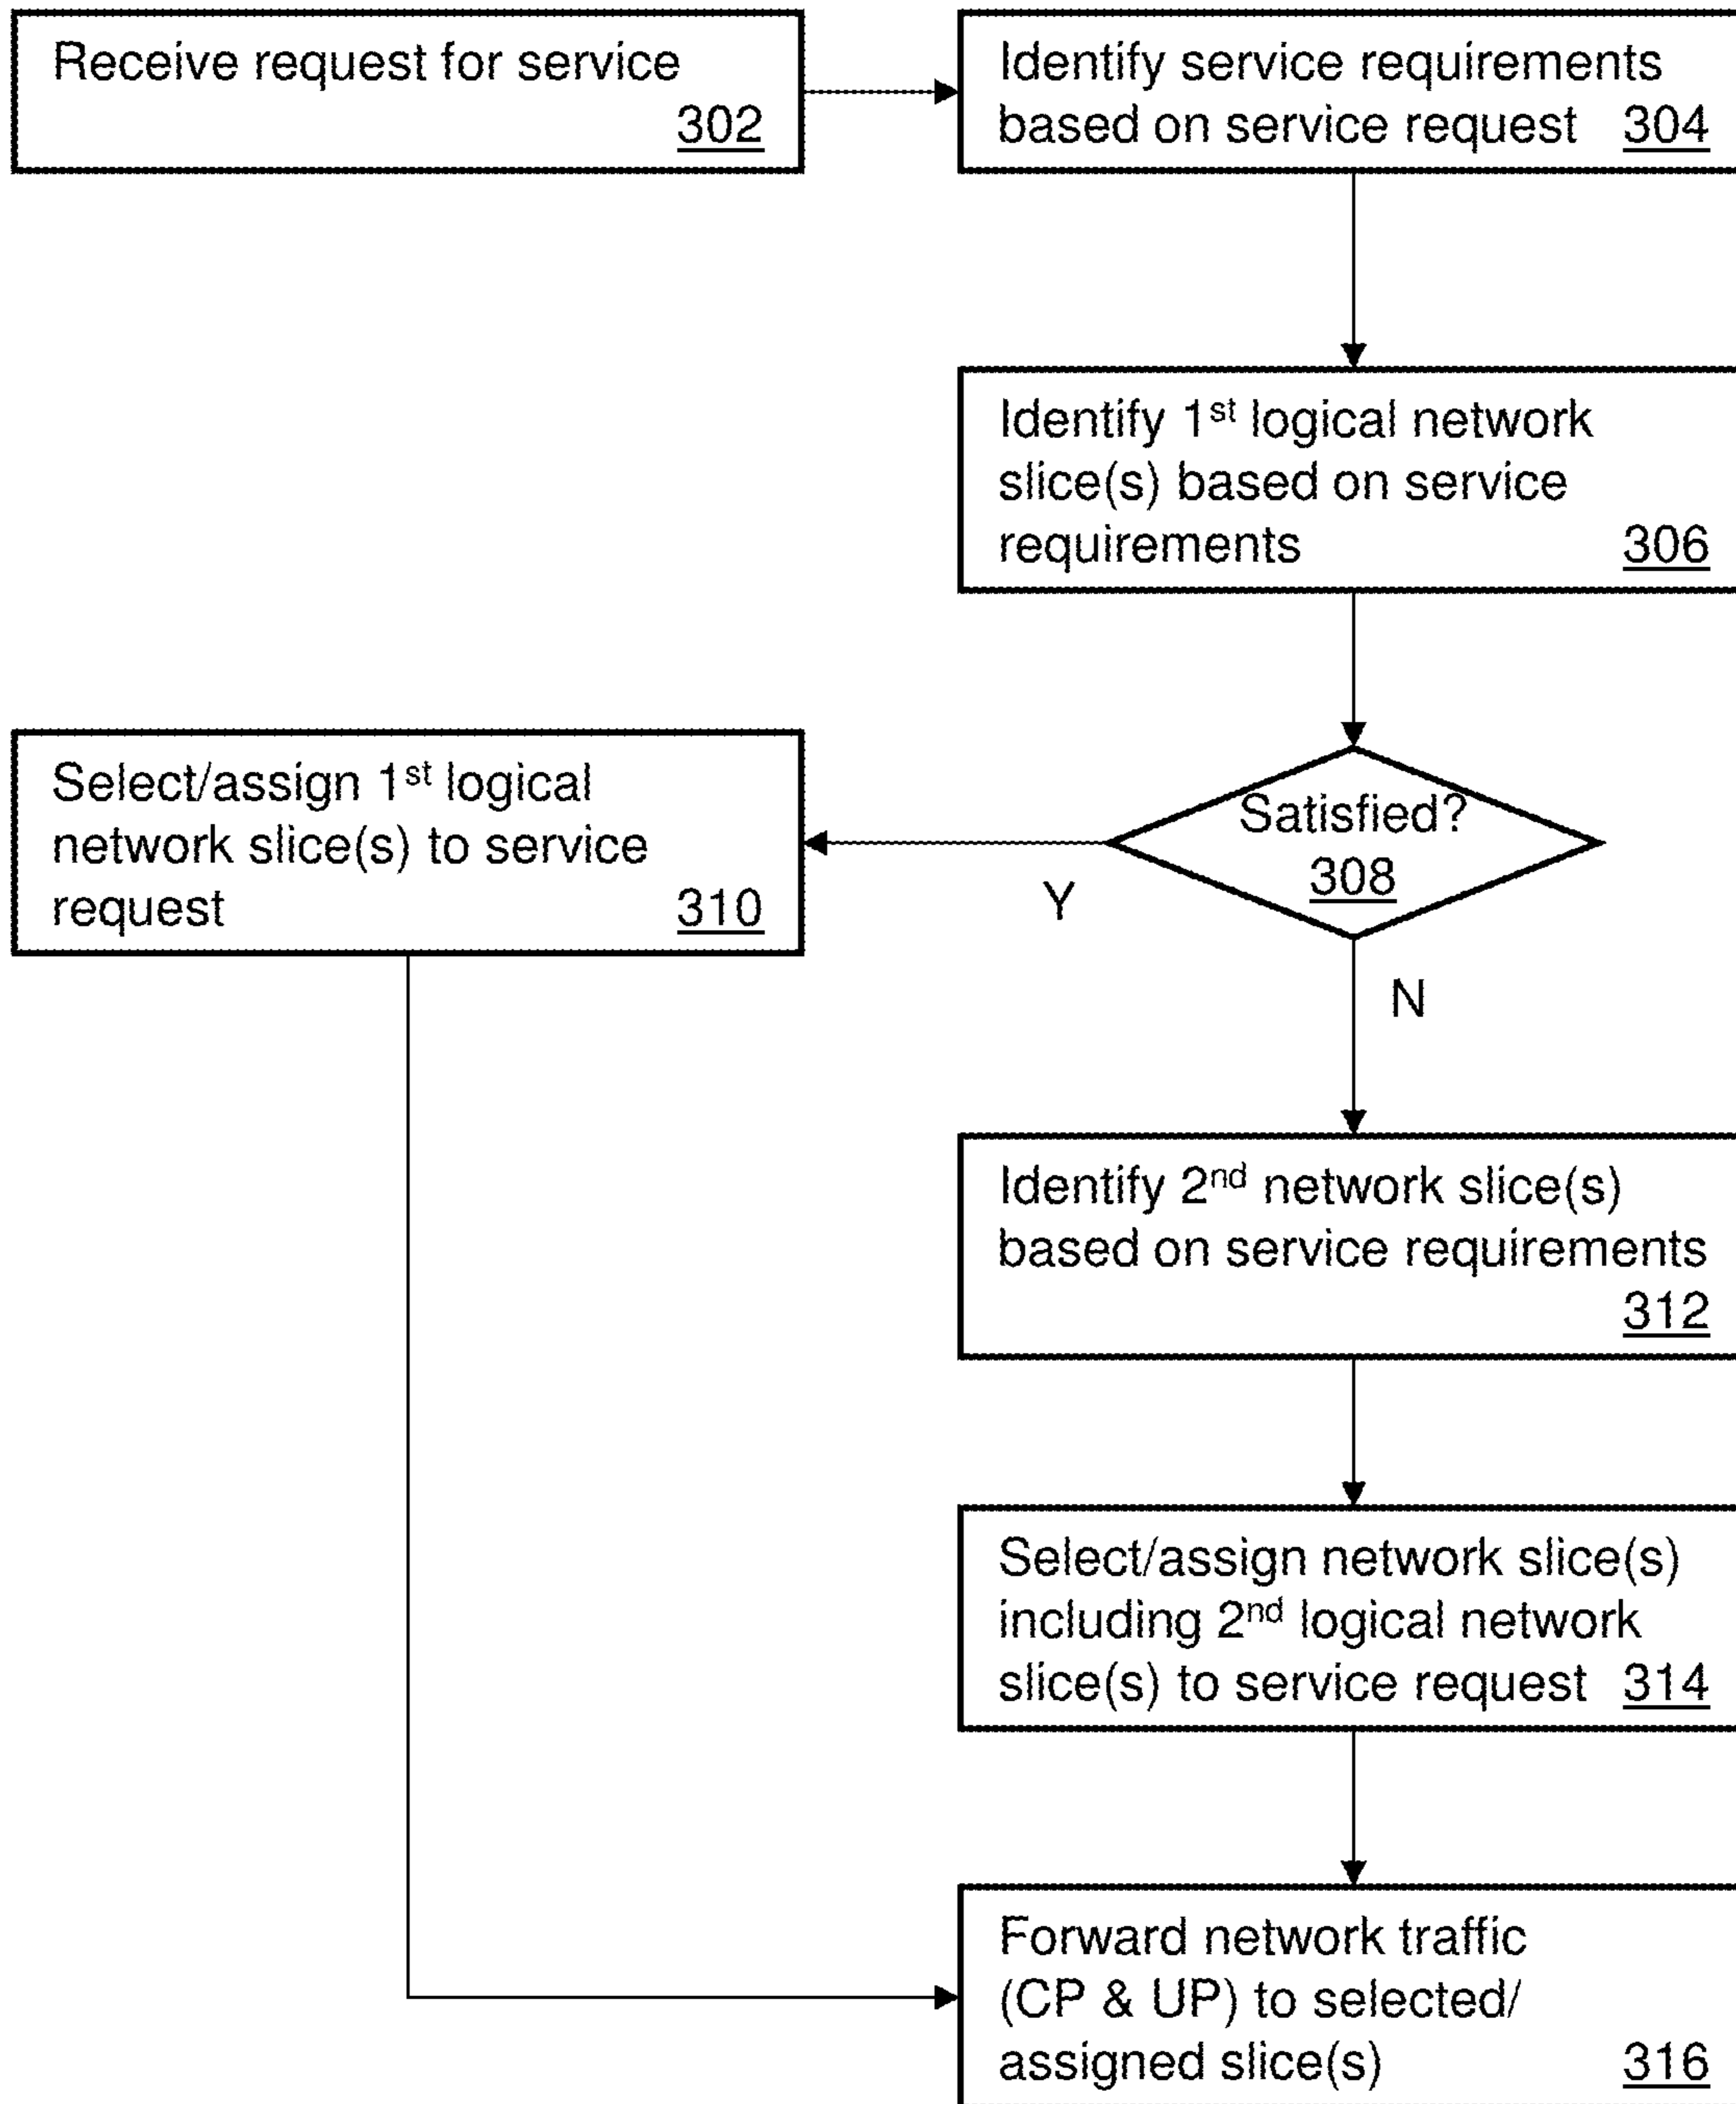 Receive request for service
302
Identify service requirements
based on service request 304
Identify 1st logical network
slice(s) based on service
requirements 306
Satisfied?
308
Y
N
Select/assign 1st logical
network slice(s) to service
request 310
Identify 2nd network slice(s)
based on service requirements
312
Select/assign network slice(s)
including 2nd logical network
slice(s) to service request 314
Forward network traffic
(CP & UP) to selected/
assigned slice(s) 316